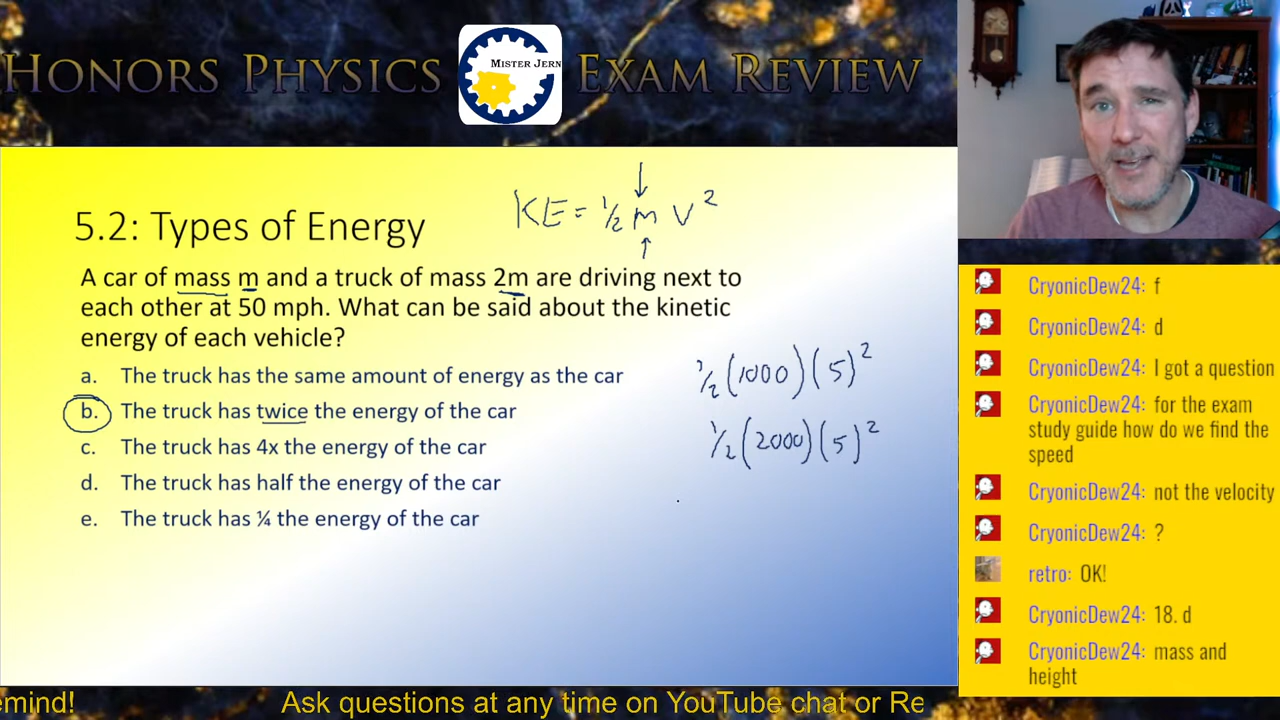 HONORS PHYSICS MISTER JERN EXAM REVIEW
5.2: Types of Energy
KE = ½ m v²
A car of mass m and a truck of mass 2m are driving next to
each other at 50 mph. What can be said about the kinetic
energy of each vehicle?
a. The truck has the same amount of energy as the car
b. The truck has twice the energy of the car
c. The truck has 4x the energy of the car
d. The truck has half the energy of the car
e. The truck has ¼ the energy of the car
½ (1000) (5)²
½ (2000) (5)²
CryonicDew24: f
CryonicDew24: d
CryonicDew24: I got a question
CryonicDew24: for the exam
study guide how do we find the
speed
CryonicDew24: not the velocity
CryonicDew24: ?
retro: OK!
CryonicDew24: 18. d
CryonicDew24: mass and
height
emind! Ask questions at any time on YouTube chat or Re